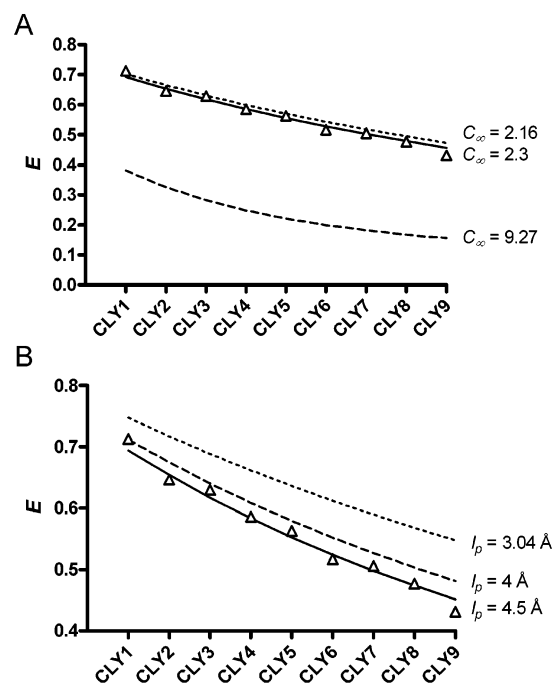 A
0.8
0.7
0.6
0.5
0.4
0.3
0.2
0.1
0.0
E
C∞ = 2.16
C∞ = 2.3
C∞ = 9.27
CLY1 CLY2 CLY3 CLY4 CLY5 CLY6 CLY7 CLY8 CLY9
B
0.8
0.7
0.6
0.5
0.4
E
lp = 3.04 Å
lp = 4 Å
lp = 4.5 Å
CLY1 CLY2 CLY3 CLY4 CLY5 CLY6 CLY7 CLY8 CLY9